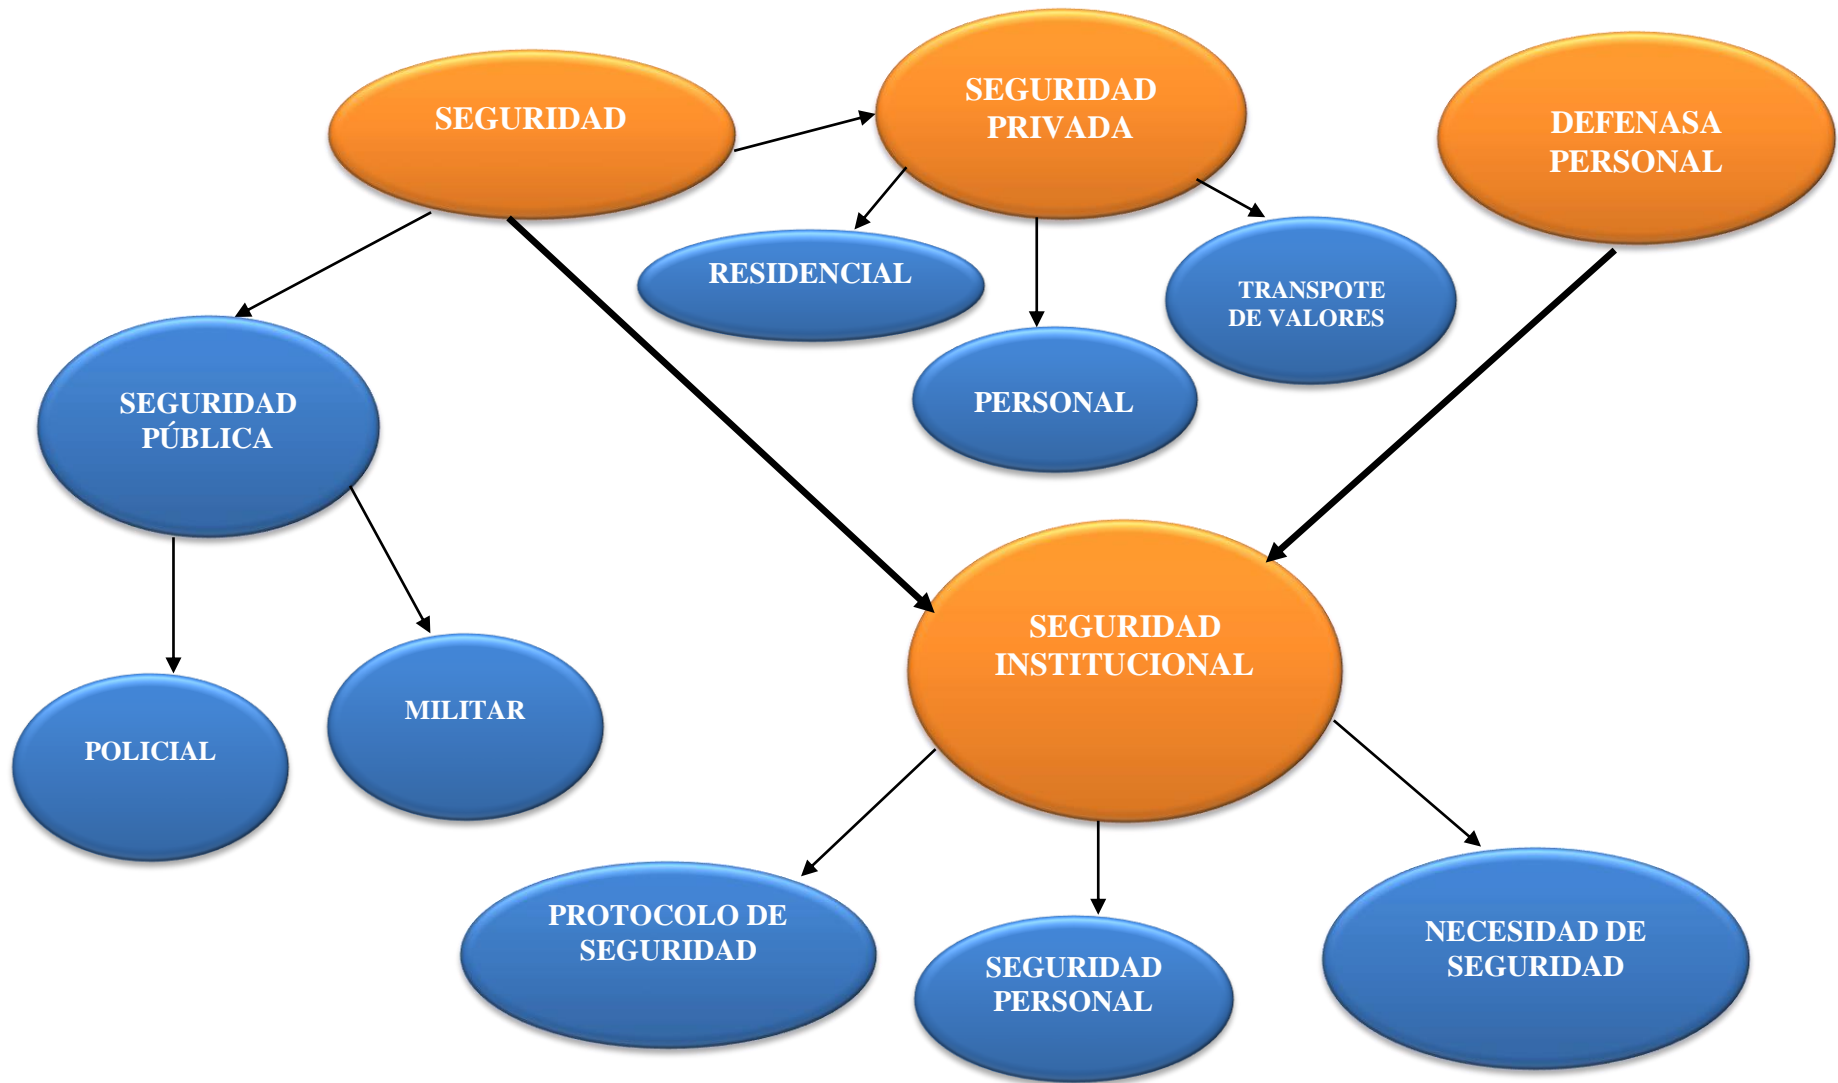 SEGURIDAD
SEGURIDAD
PRIVADA
DEFENASA
PERSONAL
RESIDENCIAL
TRANSPOTE
DE VALORES
PERSONAL
SEGURIDAD
PÚBLICA
SEGURIDAD
INSTITUCIONAL
MILITAR
POLICIAL
PROTOCOLO DE
SEGURIDAD
SEGURIDAD
PERSONAL
NECESIDAD DE
SEGURIDAD